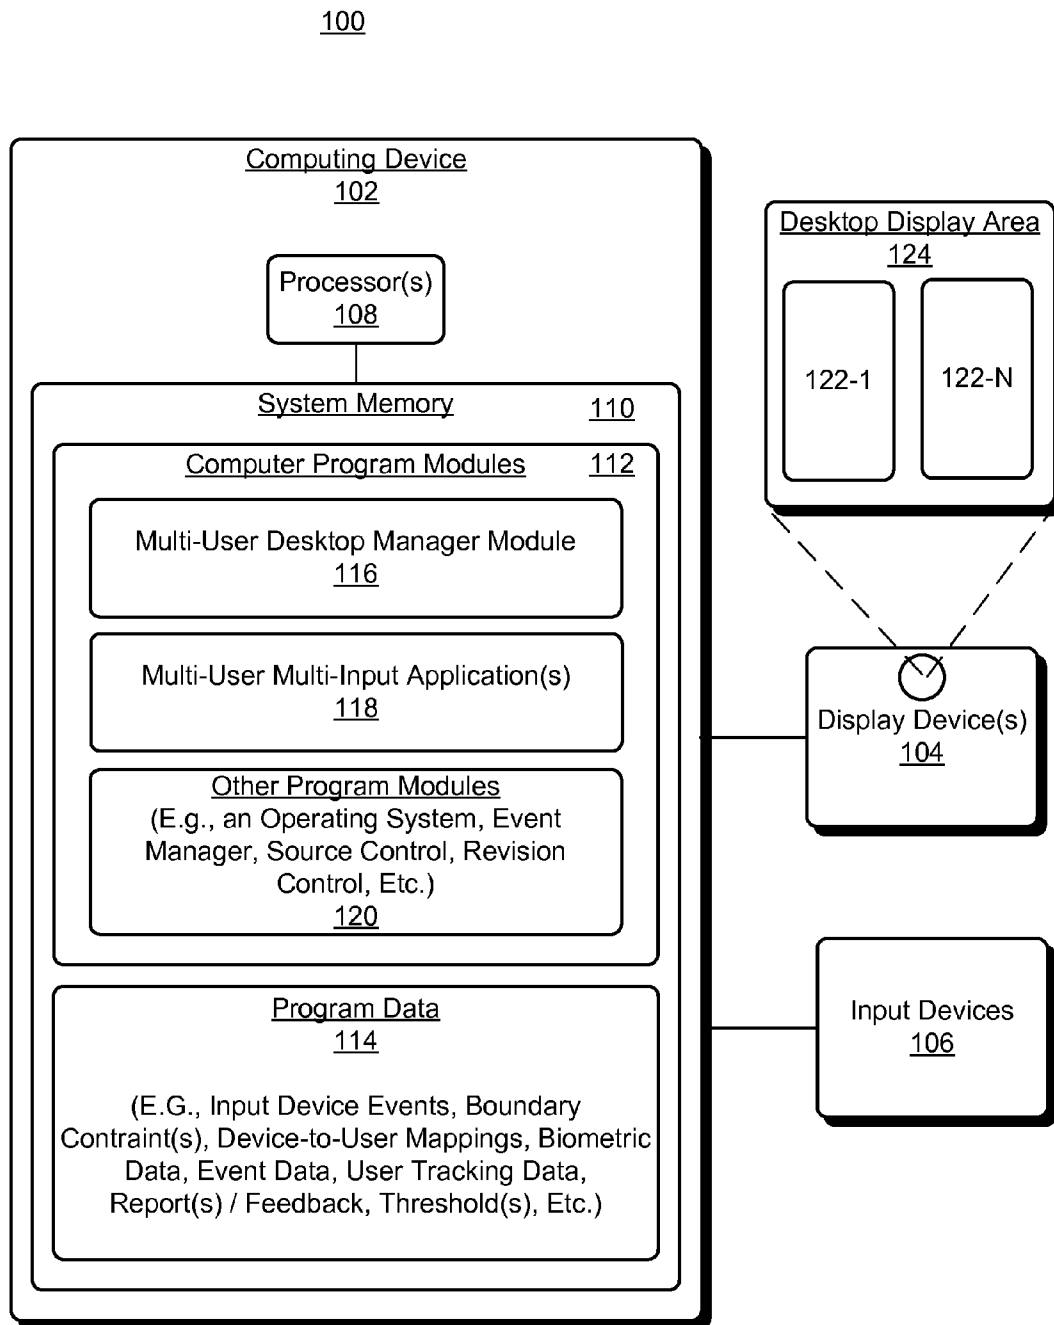 100
Computing Device
102
Processor(s)
108
System Memory 110
Computer Program Modules 112
Multi-User Desktop Manager Module
116
Multi-User Multi-Input Application(s)
118
Other Program Modules
(E.g., an Operating System, Event
Manager, Source Control, Revision
Control, Etc.)
120
Program Data
114
(E.G., Input Device Events, Boundary
Contraint(s), Device-to-User Mappings, Biometric
Data, Event Data, User Tracking Data,
Report(s) / Feedback, Threshold(s), Etc.)
Desktop Display Area
124
122-1
122-N
Display Device(s)
104
Input Devices
106